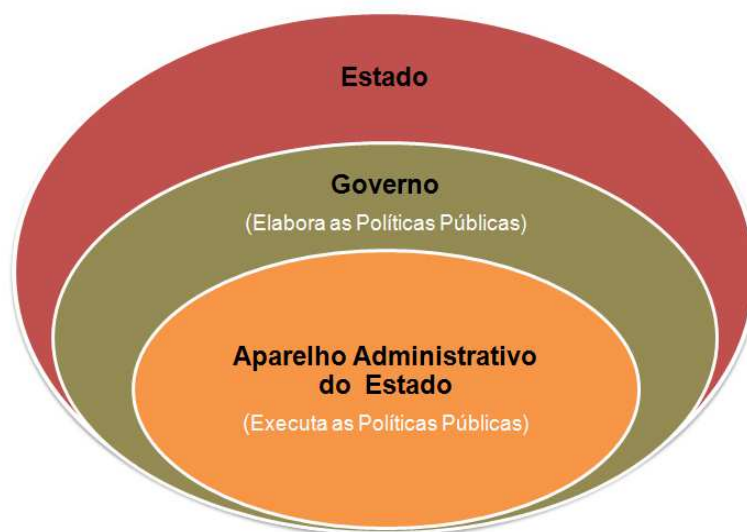 Estado
Governo
(Elabora as Políticas Públicas)
Aparelho Administrativo
do Estado
(Executa as Políticas Públicas)